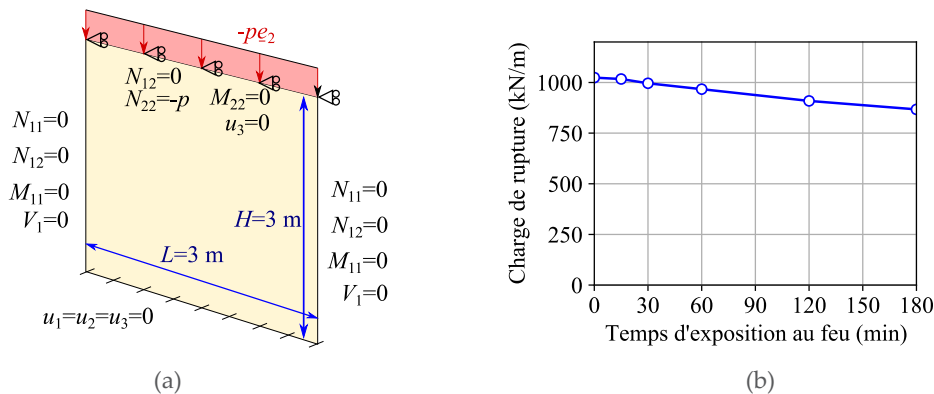 -pe₂
N₁₂=0
N₂₂=-p
M₂₂=0
u₃=0
N₁₁=0
N₁₂=0
M₁₁=0
V₁=0
H=3 m
L=3 m
N₁₁=0
N₁₂=0
M₁₁=0
V₁=0
u₁=u₂=u₃=0
(a)
Charge de rupture (kN/m)
1000
750
500
250
0
0 30 60 90 120 150 180
Temps d'exposition au feu (min)
(b)